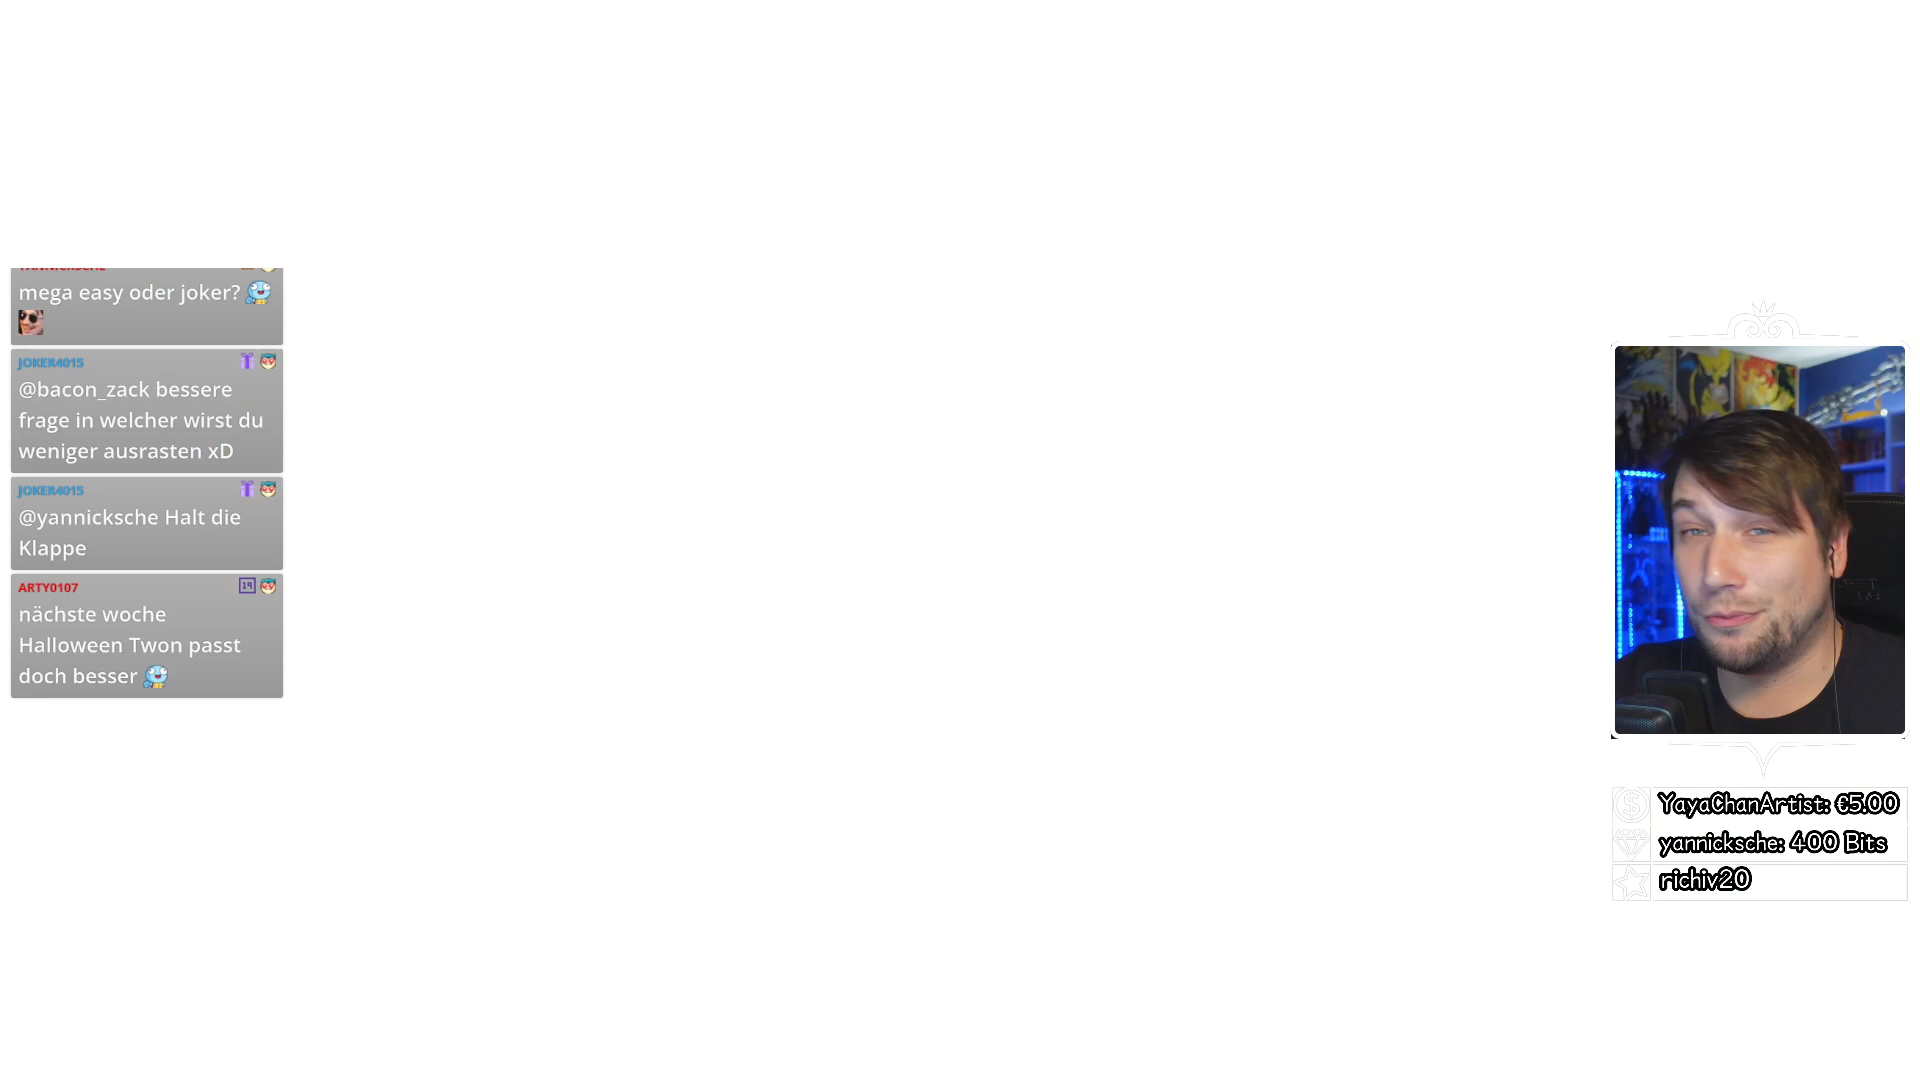 mega easy oder joker?
JOKER4015
@bacon_zack bessere
frage in welcher wirst du
weniger ausrasten xD
JOKER4015
@yannicksche Halt die
Klappe
ARTY0107
19
nächste woche
Halloween Twon passt
doch besser
YayaChanArtist: €5.00
yannicksche: 400 Bits
richiv20